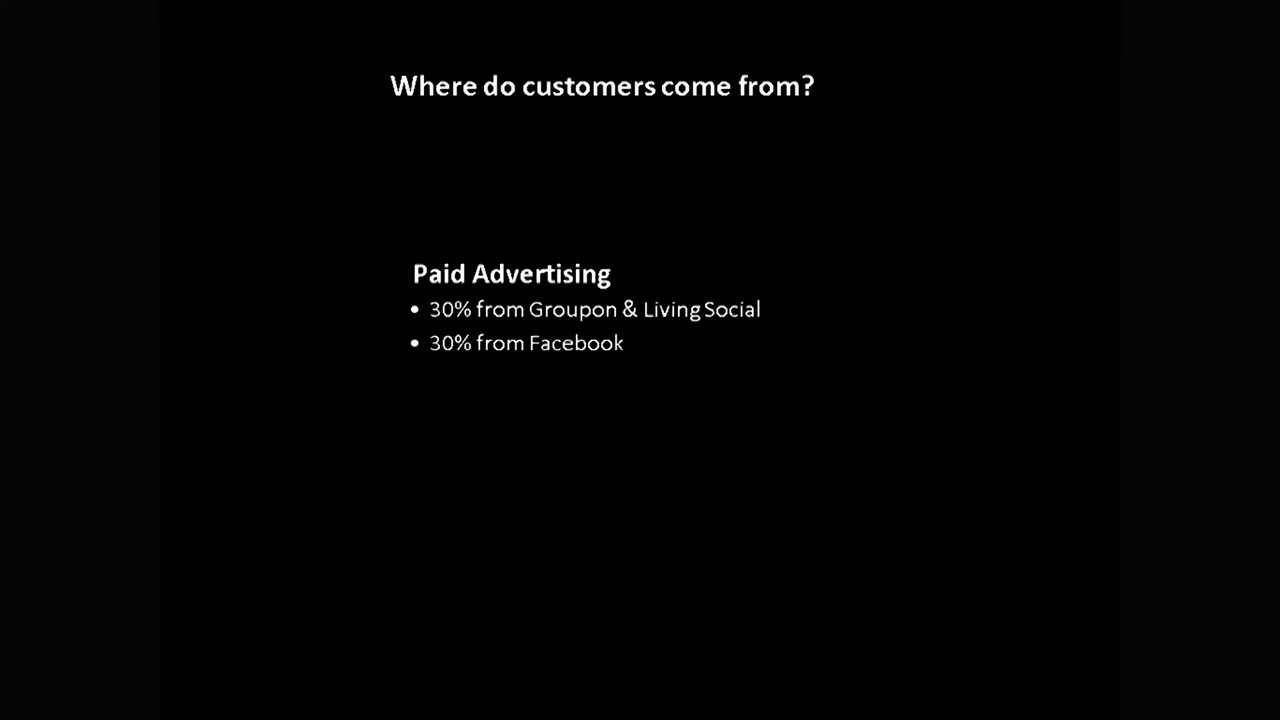 Where do customers come from?
Paid Advertising
• 30% from Groupon & Living Social
• 30% from Facebook